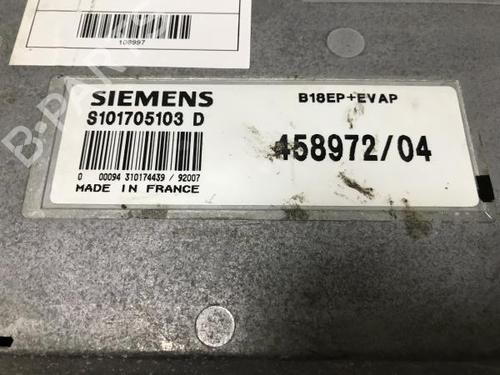 108997
SIEMENS
B18EP+EVAP
S101705103 D
458972/04
0 00094 310174439 / 92007
MADE IN FRANCE
B-PARTS